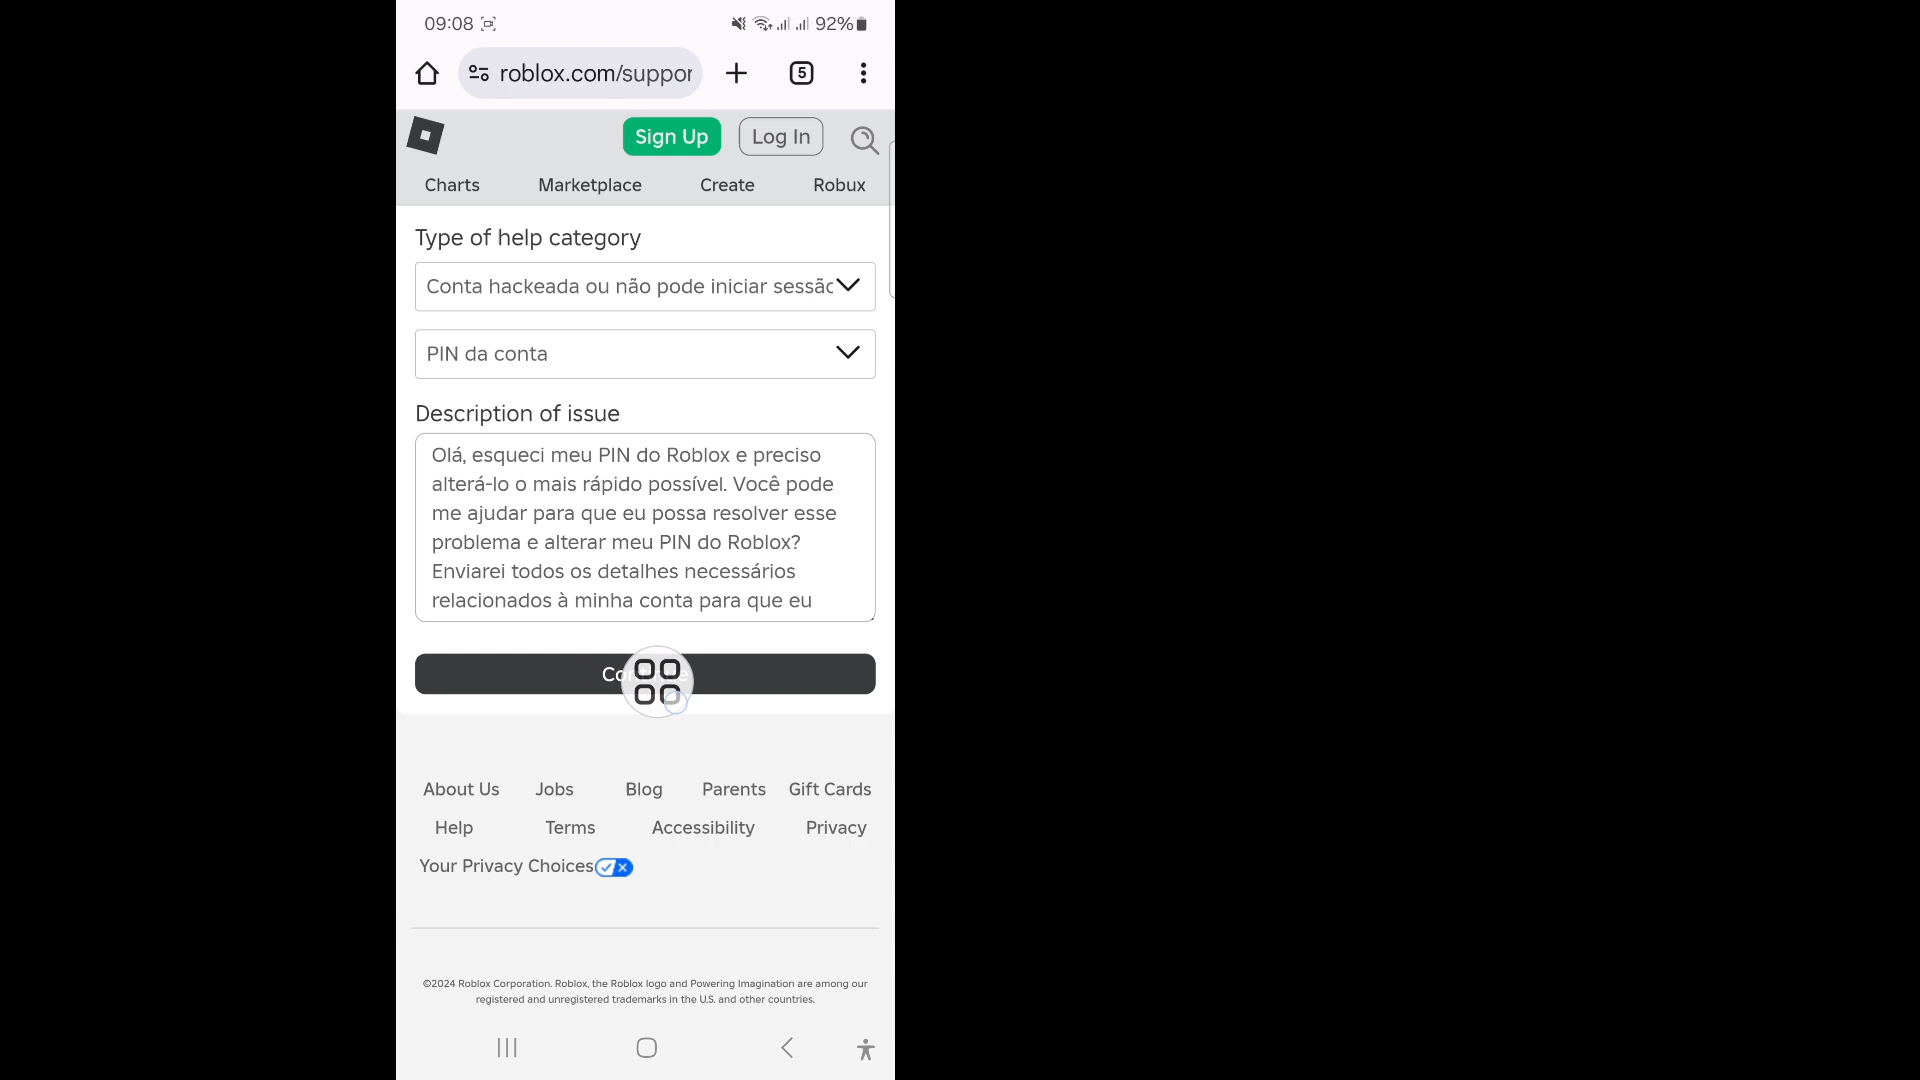 09:08
92%
roblox.com/suppor
5
Sign Up
Log In
Charts
Marketplace
Create
Robux
Type of help category
Conta hackeada ou não pode iniciar sessão
PIN da conta
Description of issue
Olá, esqueci meu PIN do Roblox e preciso
alterá-lo o mais rápido possível. Você pode
me ajudar para que eu possa resolver esse
problema e alterar meu PIN do Roblox?
Enviarei todos os detalhes necessários
relacionados à minha conta para que eu
About Us
Jobs
Blog
Parents
Gift Cards
Help
Terms
Accessibility
Privacy
Your Privacy Choices
©2024 Roblox Corporation. Roblox, the Roblox logo and Powering Imagination are among our
registered and unregistered trademarks in the U.S. and other countries.